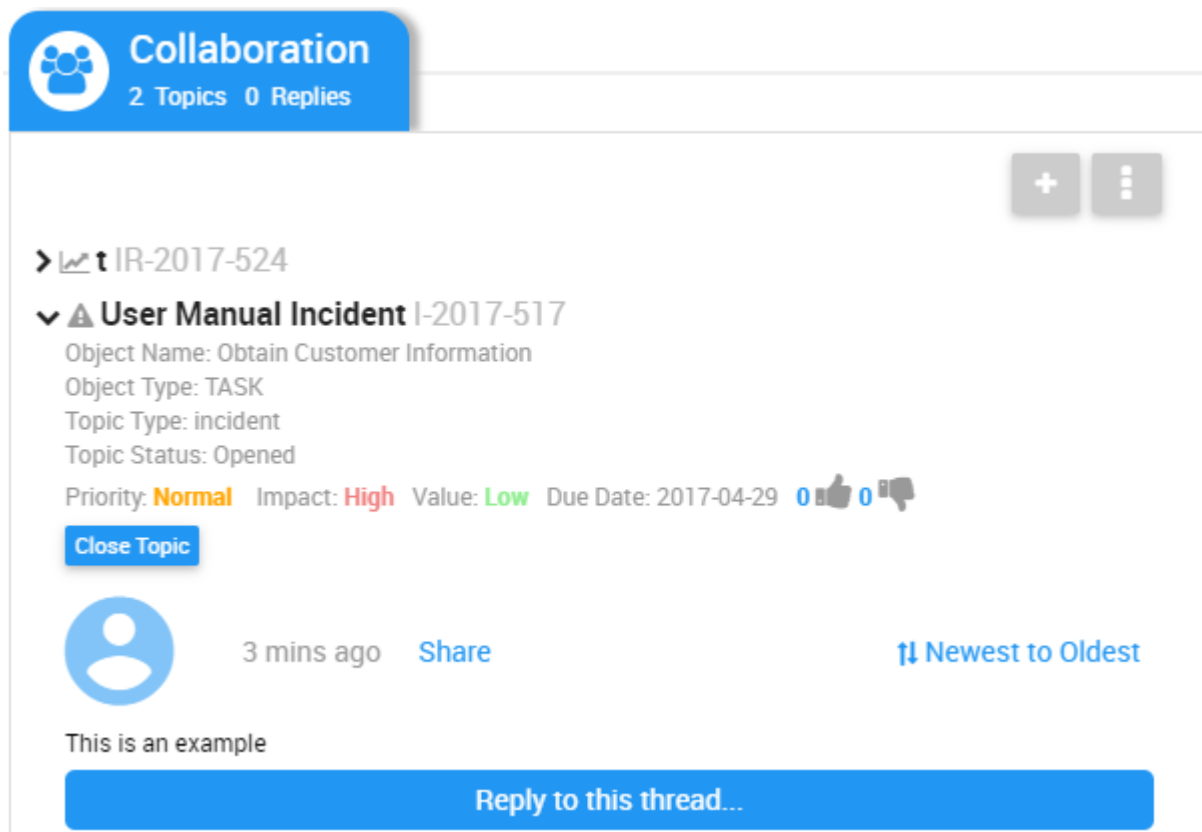 Collaboration
2 Topics 0 Replies
t IR-2017-524
User Manual Incident I-2017-517
Object Name: Obtain Customer Information
Object Type: TASK
Topic Type: incident
Topic Status: Opened
Priority: Normal Impact: High Value: Low Due Date: 2017-04-29 0 0
Close Topic
3 mins ago Share Newest to Oldest
This is an example
Reply to this thread...